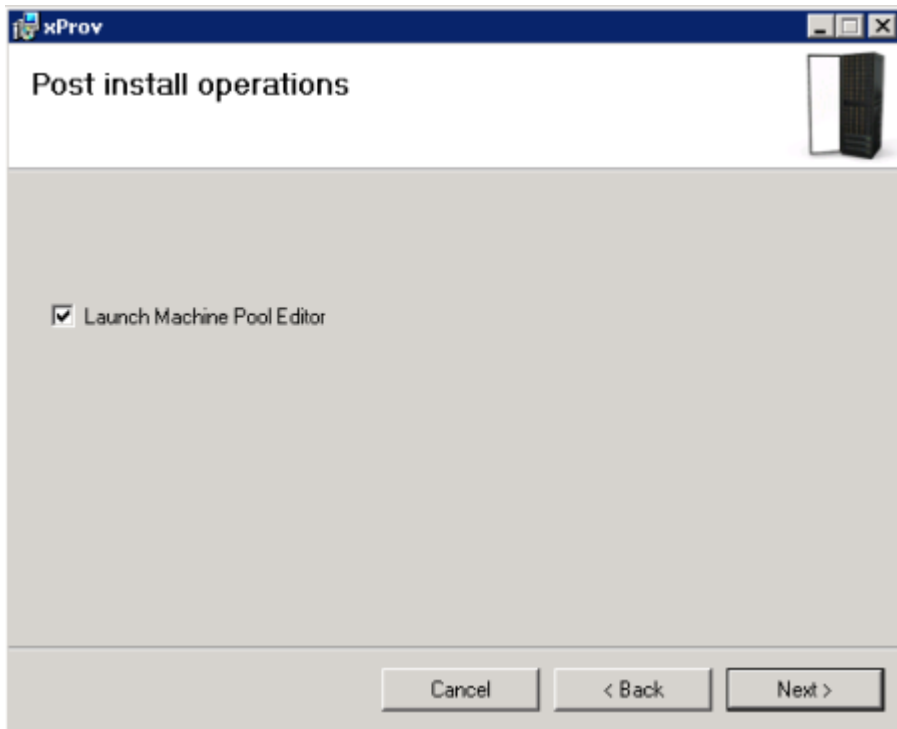 xProv
Post install operations
Launch Machine Pool Editor
Cancel
< Back
Next >